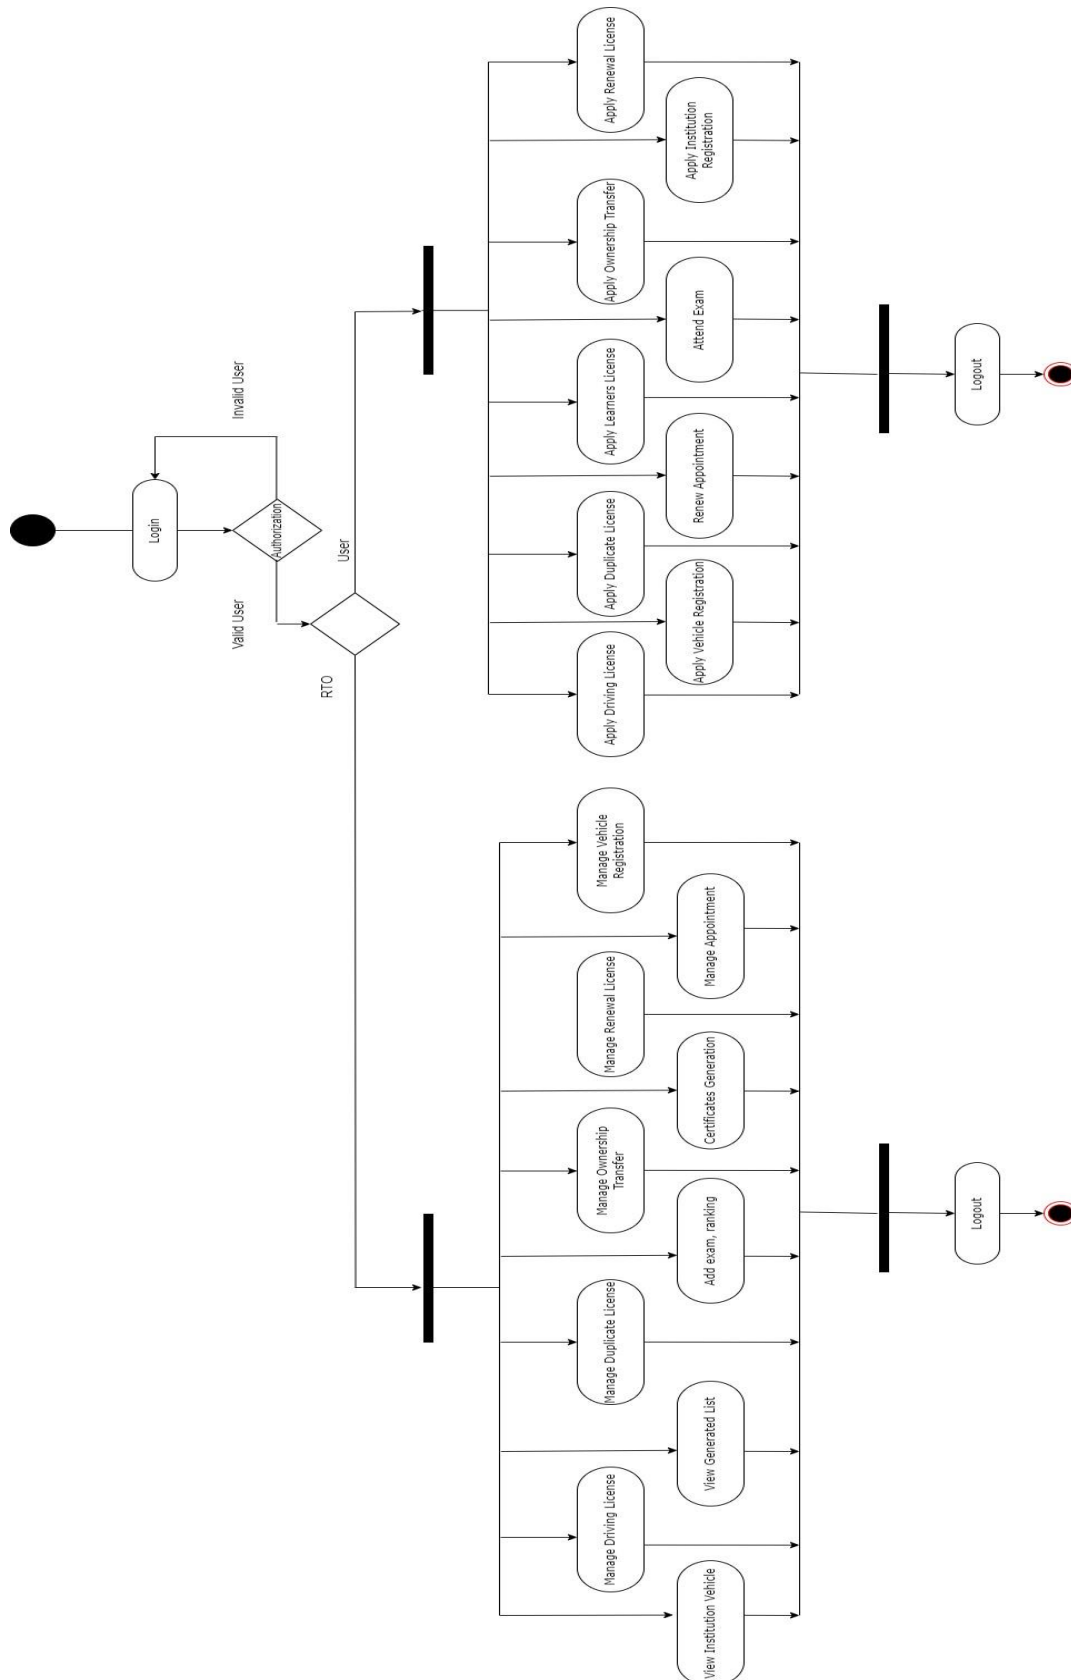 Login
Invalid User
Authorization
Valid User
User
RTO
Apply Renewal License
Apply Institution
Registration
Apply Ownership Transfer
Attend Exam
Apply Learners License
Renew Appointment
Apply Duplicate License
Apply Vehicle Registration
Apply Driving License
Logout
Manage Vehicle
Registration
Manage Appointment
Manage Renewal License
Certificates Generation
Manage Ownership
Transfer
Add exam, ranking
Manage Duplicate License
View Generated List
Manage Driving License
View Institution Vehicle
Logout